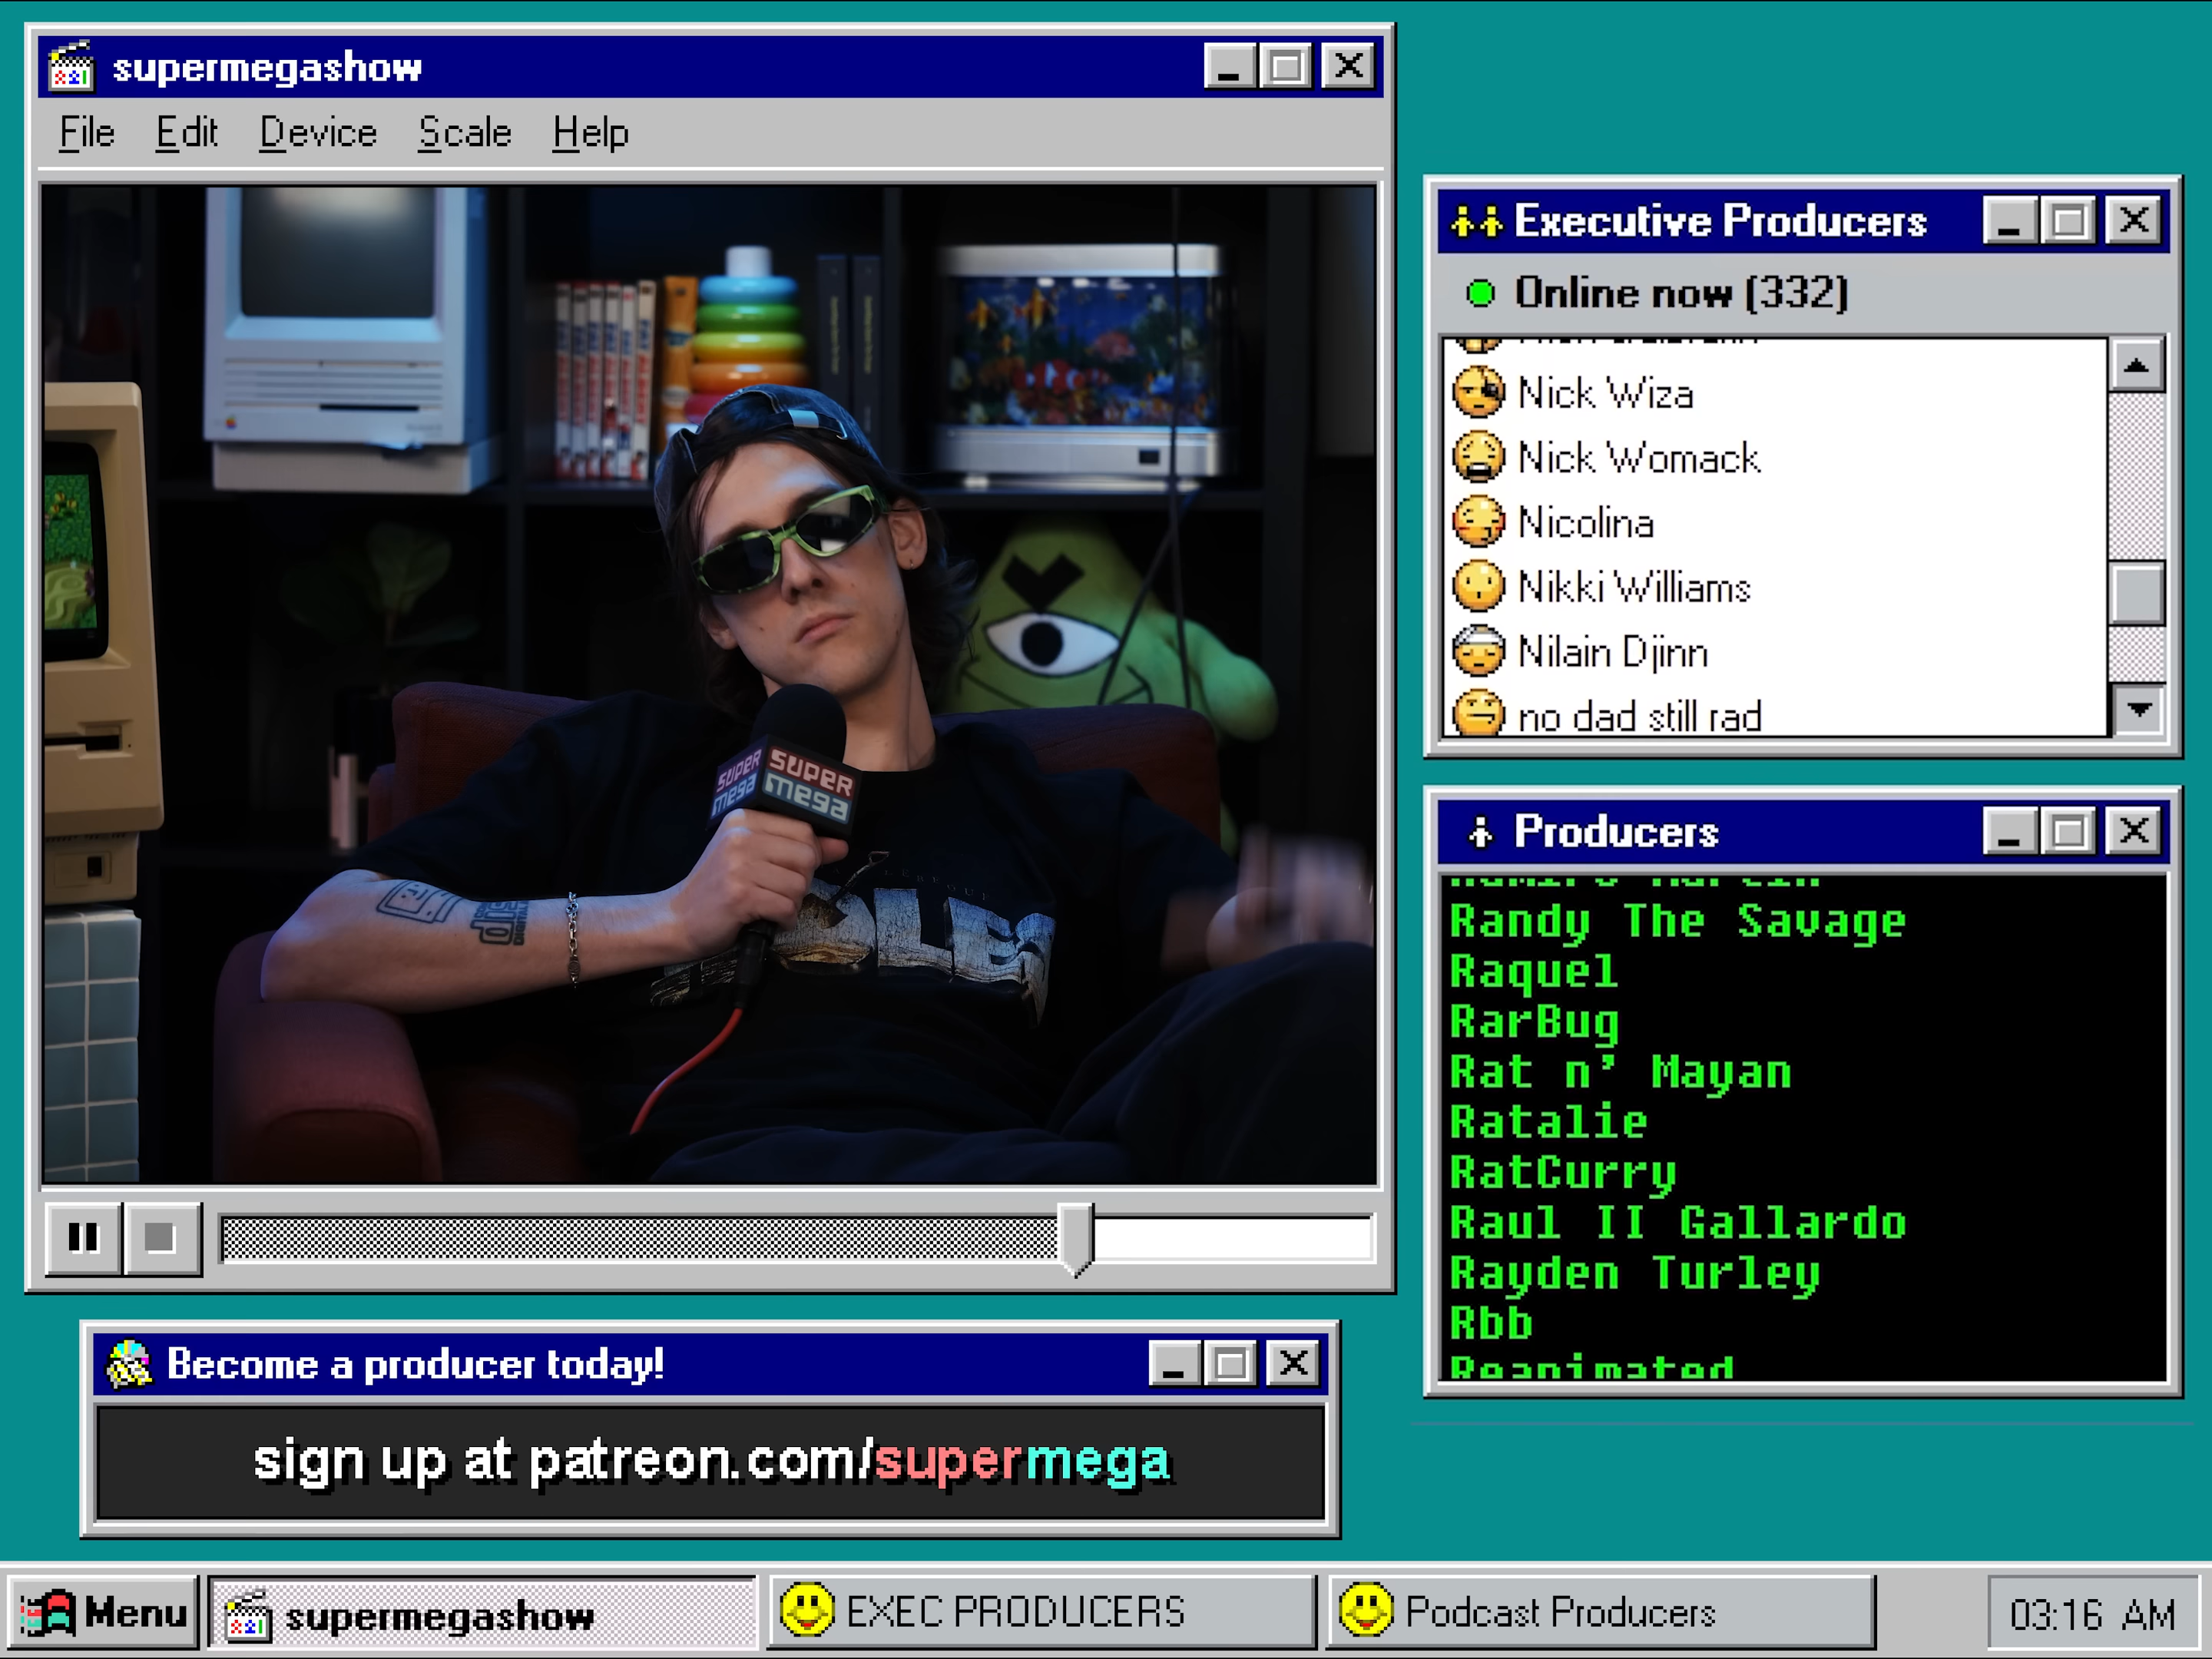 supermegashow
File Edit Device Scale Help
SUPER mega
SUPER mega
HOLES
Executive Producers
Online now (332)
Nick Wiza
Nick Womack
Nicolina
Nikki Williams
Nilain Djinn
no dad still rad
Producers
Randy The Savage
Raquel
RarBug
Rat n' Mayan
Ratalie
RatCurry
Raul II Gallardo
Rayden Turley
Rbb
Reanimated
Become a producer today!
sign up at patreon.com/supermega
Menu
supermegashow
EXEC PRODUCERS
Podcast Producers
03:16 AM